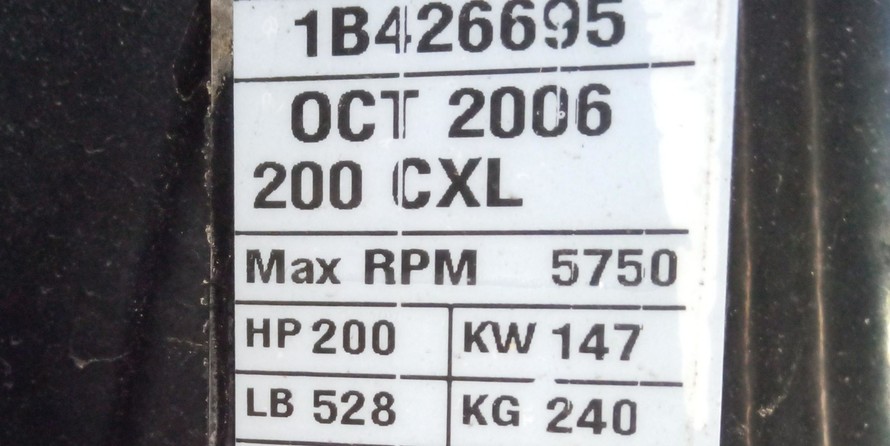 1B426695
OCT 2006
200 CXL
Max RPM 5750
HP 200 KW 147
LB 528 KG 240